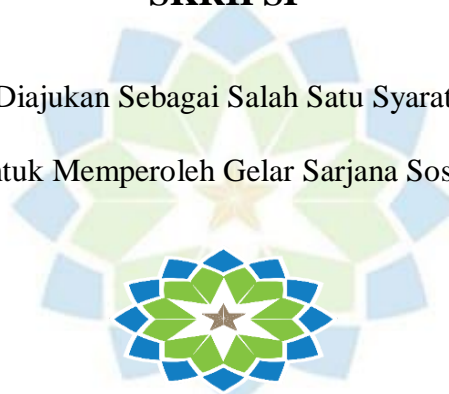 SKRIPSI
Diajukan Sebagai Salah Satu Syarat
Memperoleh Gelar Sarjana